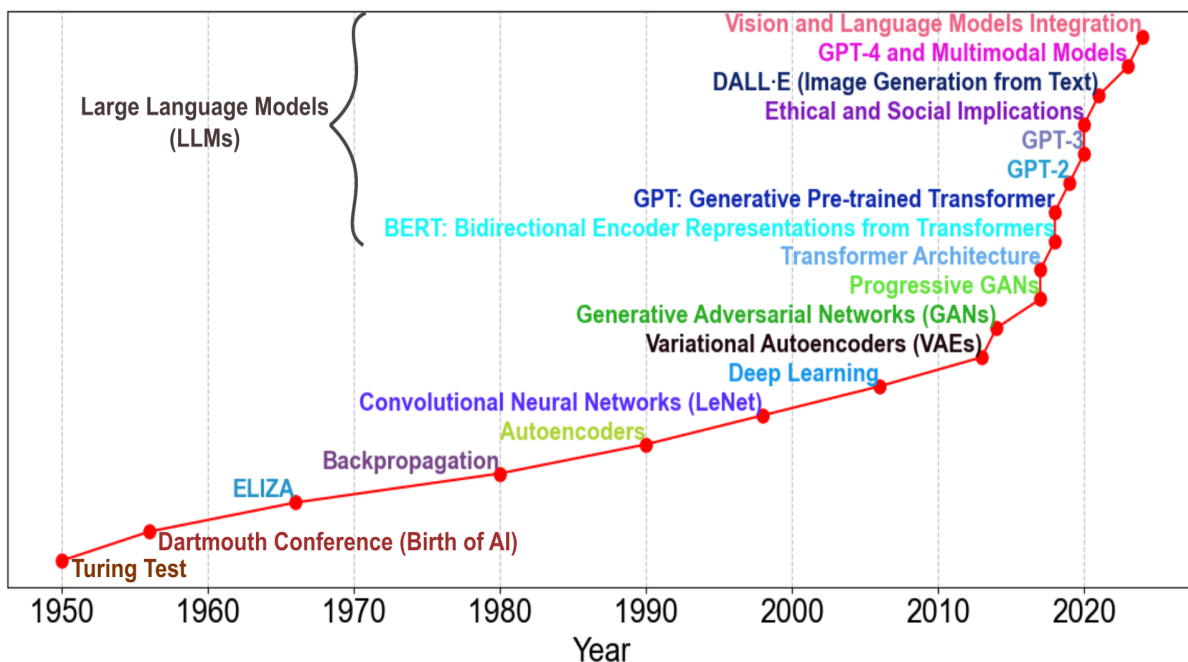 Vision and Language Models Integration
GPT-4 and Multimodal Models
DALL·E (Image Generation from Text)
Large Language Models
(LLMs)
Ethical and Social Implications
GPT-3
GPT-2
GPT: Generative Pre-trained Transformer
BERT: Bidirectional Encoder Representations from Transformers
Transformer Architecture
Progressive GANs
Generative Adversarial Networks (GANs)
Variational Autoencoders (VAEs)
Deep Learning
Convolutional Neural Networks (LeNet)
Autoencoders
Backpropagation
ELIZA
Dartmouth Conference (Birth of AI)
Turing Test
1950 1960 1970 1980 1990 2000 2010 2020
Year